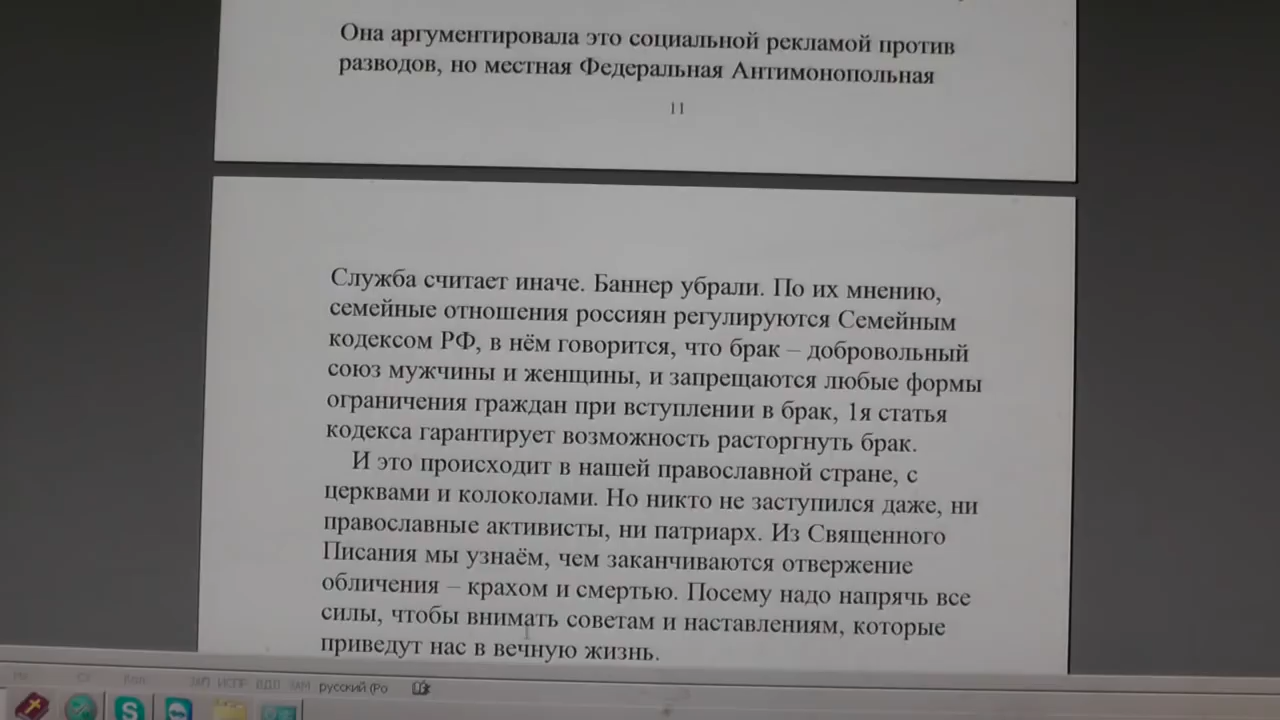 Она аргументировала это социальной рекламой против
разводов, но местная Федеральная Антимонопольная
11
Служба считает иначе. Баннер убрали. По их мнению,
семейные отношения россиян регулируются Семейным
кодексом РФ, в нём говорится, что брак – добровольный
союз мужчины и женщины, и запрещаются любые формы
ограничения граждан при вступлении в брак, 1я статья
кодекса гарантирует возможность расторгнуть брак.
И это происходит в нашей православной стране, с
церквами и колоколами. Но никто не заступился даже, ни
православные активисты, ни патриарх. Из Священного
Писания мы узнаём, чем заканчиваются отвержение
обличения – крахом и смертью. Посему надо напрячь все
силы, чтобы внимать советам и наставлениям, которые
приведут нас в вечную жизнь.
ЗАП ИСПР ВДЛ ЗАМ русский (Ро